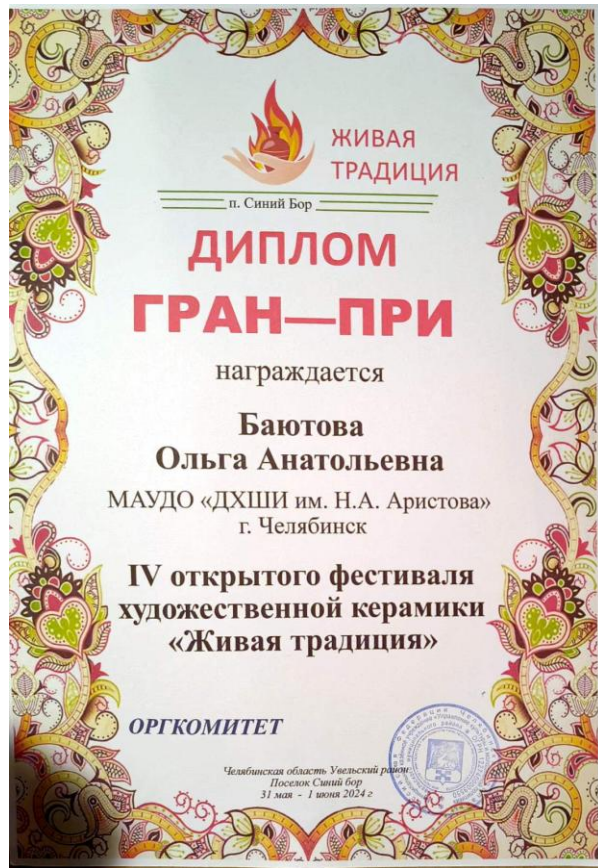 ЖИВАЯ
ТРАДИЦИЯ
п. Синий Бор
ДИПЛОМ
ГРАН—ПРИ
награждается
Баютова
Ольга Анатольевна
МАУДО «ДХШИ им. Н.А. Аристова»
г. Челябинск
IV открытого фестиваля
художественной керамики
«Живая традиция»
ОРГКОМИТЕТ
Челябинская область Увельский район
Поселок Синий бор
31 мая - 1 июня 2024 г